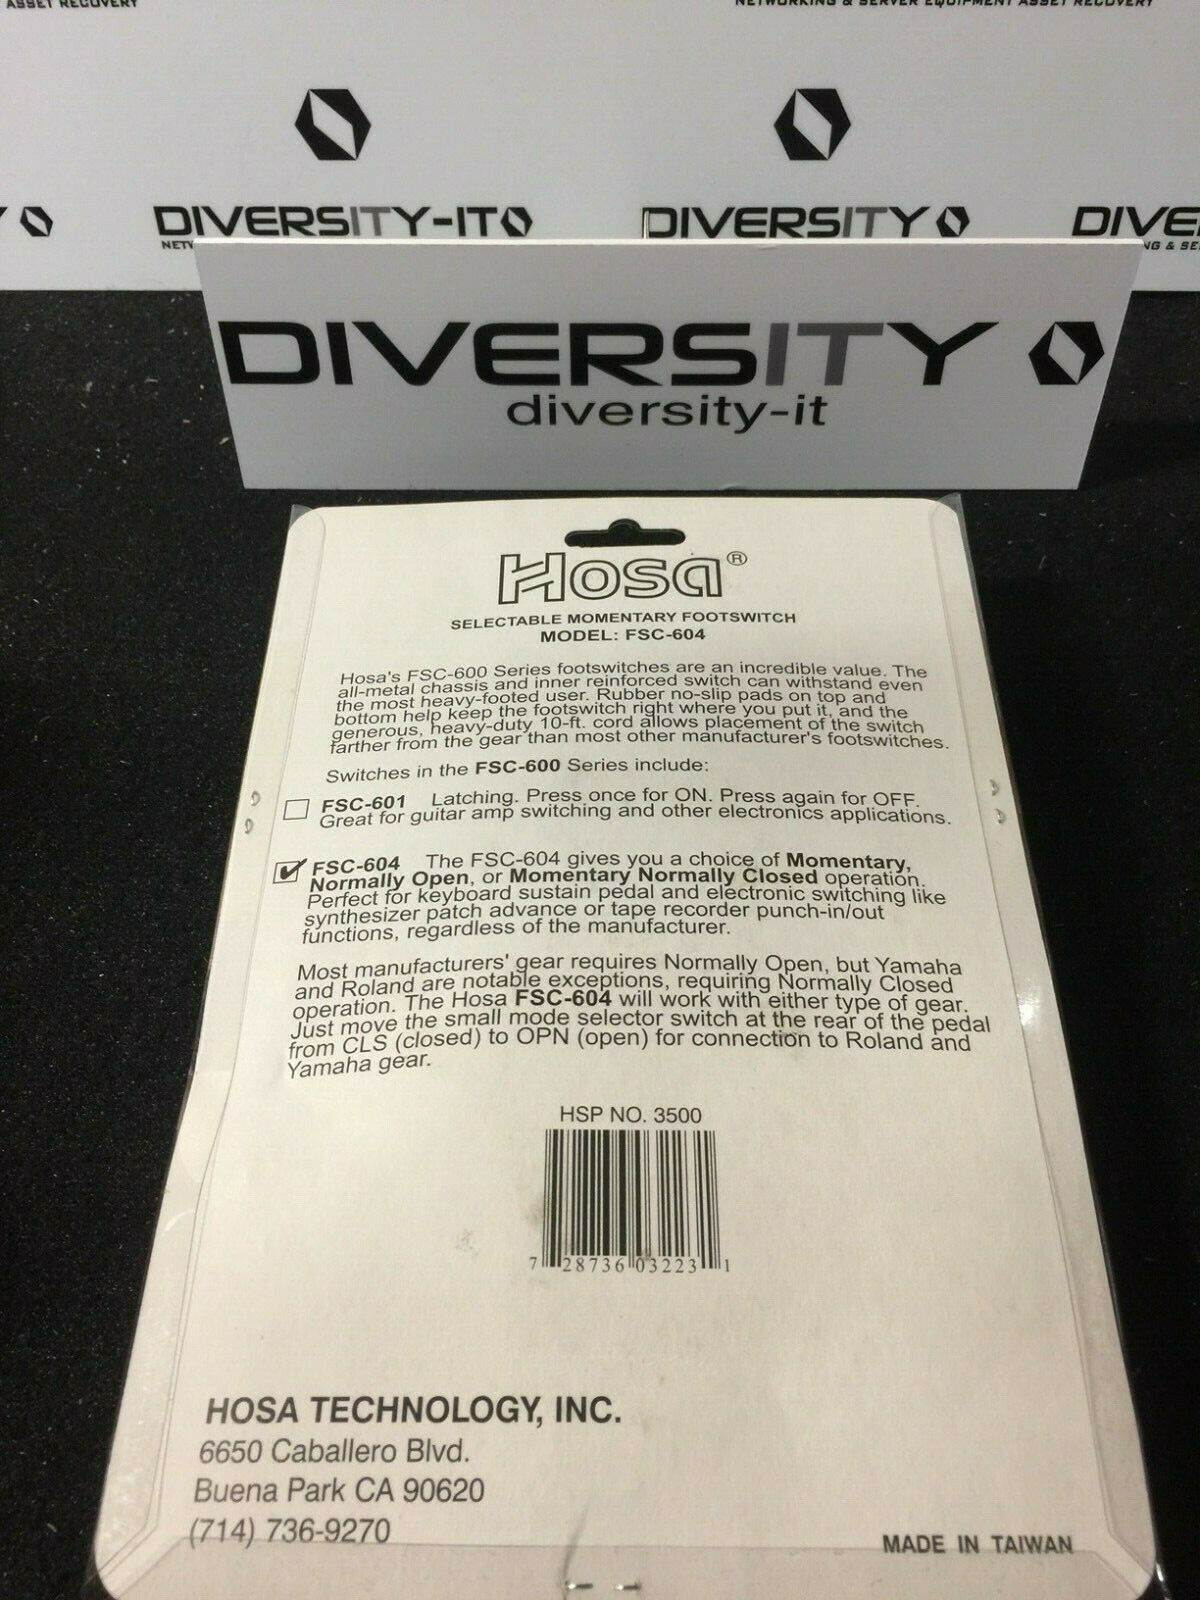 ASSET RECOVERY
NETWORKING & SERVER EQUIPMENT ASSET RECOVERY
Y
DIVERSITY-IT
DIVERSITY
DIVE
NETW
NG & SE
DIVERSITY
diversity-it
Hosa®
SELECTABLE MOMENTARY FOOTSWITCH
MODEL: FSC-604
Hosa's FSC-600 Series footswitches are an incredible value. The
all-metal chassis and inner reinforced switch can withstand even
the most heavy-footed user. Rubber no-slip pads on top and
bottom help keep the footswitch right where you put it, and the
generous, heavy-duty 10-ft. cord allows placement of the switch
farther from the gear than most other manufacturer's footswitches.
Switches in the FSC-600 Series include:
FSC-601 Latching. Press once for ON. Press again for OFF.
Great for guitar amp switching and other electronics applications.
FSC-604 The FSC-604 gives you a choice of Momentary,
Normally Open, or Momentary Normally Closed operation.
Perfect for keyboard sustain pedal and electronic switching like
synthesizer patch advance or tape recorder punch-in/out
functions, regardless of the manufacturer.
Most manufacturers' gear requires Normally Open, but Yamaha
and Roland are notable exceptions, requiring Normally Closed
operation. The Hosa FSC-604 will work with either type of gear.
Just move the small mode selector switch at the rear of the pedal
from CLS (closed) to OPN (open) for connection to Roland and
Yamaha gear.
HSP NO. 3500
7 28736 03223 1
HOSA TECHNOLOGY, INC.
6650 Caballero Blvd.
Buena Park CA 90620
(714) 736-9270
MADE IN TAIWAN